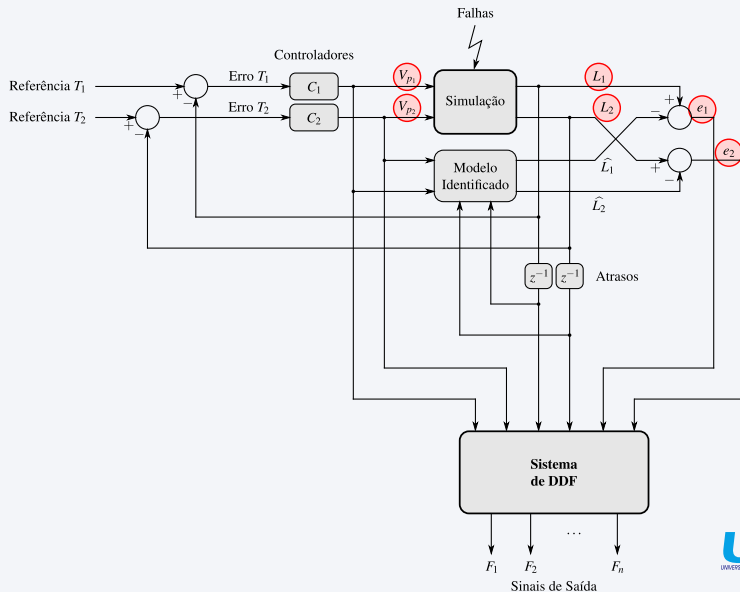 Falhas
Controladores
Referência T₁
+
−
Erro T₁
C₁
Vₚ₁
Simulação
L₁
+
−
e₁
Referência T₂
+
−
Erro T₂
C₂
Vₚ₂
L₂
Modelo
Identificado
L̂₁
+
−
e₂
L̂₂
z⁻¹
z⁻¹
Atrasos
Sistema
de DDF
...
F₁
F₂
Fₙ
Sinais de Saída
U
UNIVERS